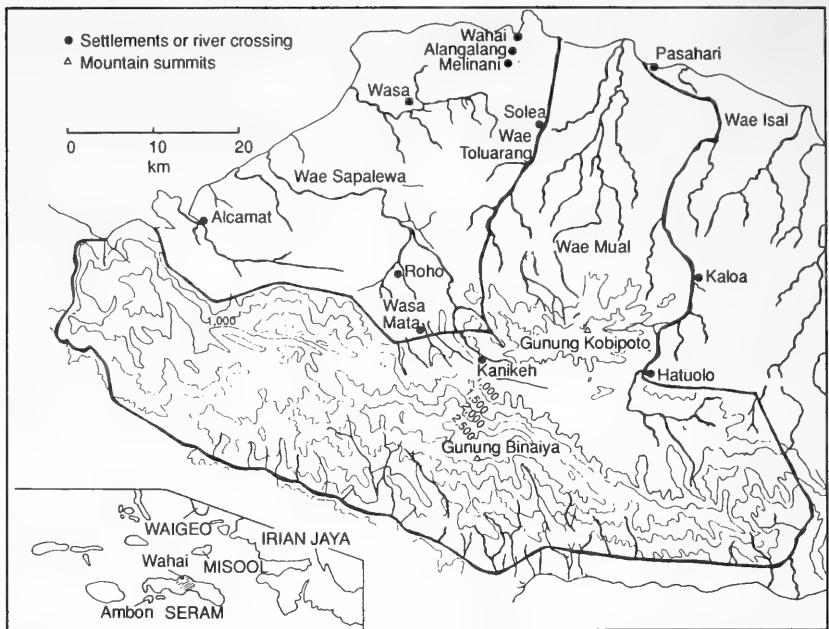 ● Settlements or river crossing
△ Mountain summits
0 10 20
km
Wahai
Alangalang
Melinani
Pasahari
Wasa
Solea
Wae
Toluarang
Wae Isal
Wae Sapalewa
Alcamat
Wae Mual
Roho
Kaloa
Wasa
Mata
1,000
Gunung Kobipoto
Kanikeh
Hatuolo
1,000
1,500
2,000
2,500
Gunung Binaiya
WAIGEO
IRIAN JAYA
Wahai
MISOOL
Ambon SERAM